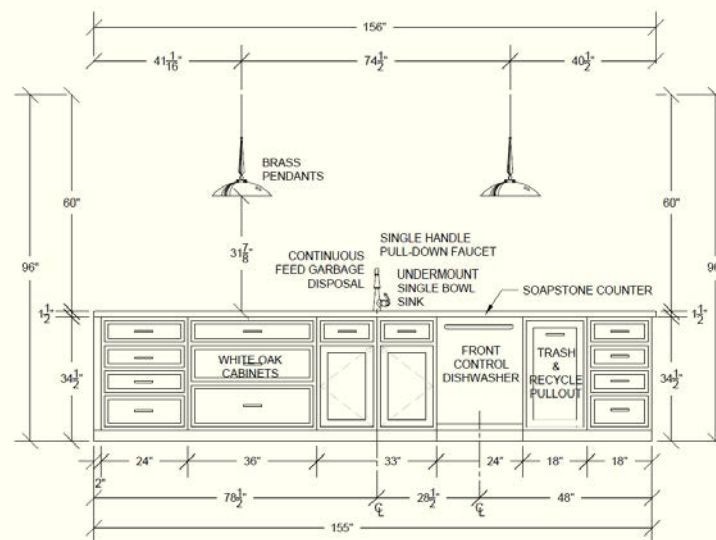 156"
41 1/16" 74 1/2" 40 1/2"
BRASS
PENDANTS
60" 60"
96" 96"
31 7/8"
SINGLE HANDLE
PULL-DOWN FAUCET
CONTINUOUS
FEED GARBAGE
DISPOSAL
UNDERMOUNT
SINGLE BOWL
SINK
SOAPSTONE COUNTER
1 1/2" 1 1/2"
WHITE OAK
CABINETS
FRONT
CONTROL
DISHWASHER
TRASH
&
RECYCLE
PULLOUT
34 1/2" 34 1/2"
24" 36" 33" 24" 18" 18"
2"
78 1/2" 28 1/2" 48"
℄ ℄
155"